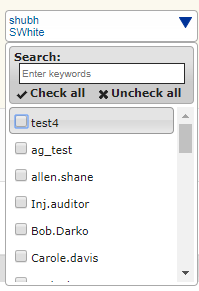 shubh
SWhite
Search:
Enter keywords
Check all Uncheck all
test4
ag_test
allen.shane
Inj.auditor
Bob.Darko
Carole.davis